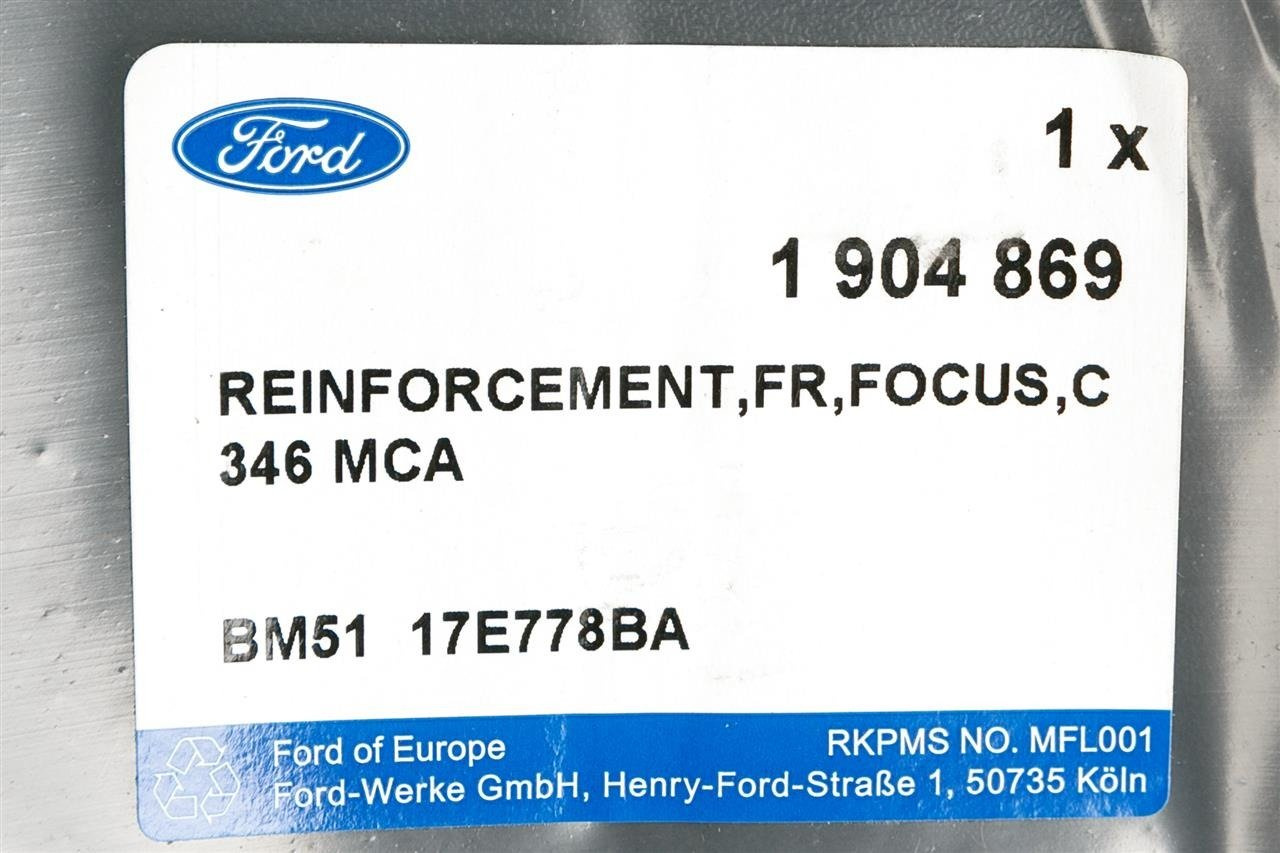 Ford
1 x
1 904 869
REINFORCEMENT,FR,FOCUS,C
346 MCA
BM51 17E778BA
Ford of Europe
RKPMS NO. MFL001
Ford-Werke GmbH, Henry-Ford-Straße 1, 50735 Köln